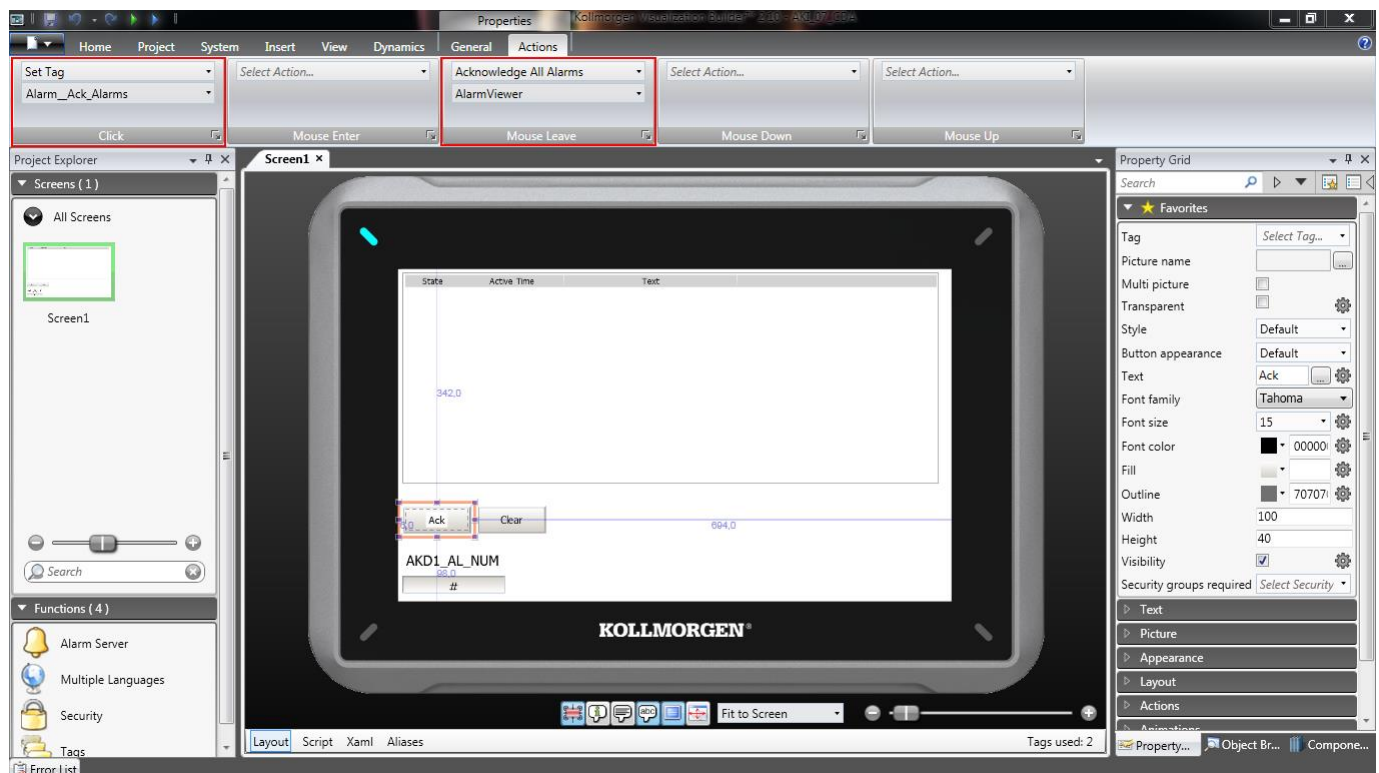 Properties
Kollmorgen Visualization Builder
Home Project System Insert View Dynamics General Actions
Set Tag
Alarm__Ack_Alarms
Click
Select Action...
Mouse Enter
Acknowledge All Alarms
AlarmViewer
Mouse Leave
Select Action...
Mouse Down
Select Action...
Mouse Up
Project Explorer
Screens ( 1 )
All Screens
Screen1
Search
Functions ( 4 )
Alarm Server
Multiple Languages
Security
Tags
Error List
Screen1
State Active Time Text
342,0
Ack Clear 694,0
AKD1_AL_NUM
98,0
#
KOLLMORGEN
Fit to Screen
Layout Script Xaml Aliases Tags used: 2
Property Grid
Search
Favorites
Tag Select Tag...
Picture name ...
Multi picture
Transparent
Style Default
Button appearance Default
Text Ack ...
Font family Tahoma
Font size 15
Font color 00000
Fill
Outline 70707
Width 100
Height 40
Visibility
Security groups required Select Security
Text
Picture
Appearance
Layout
Actions
Animations
Property... Object Br... Compone...